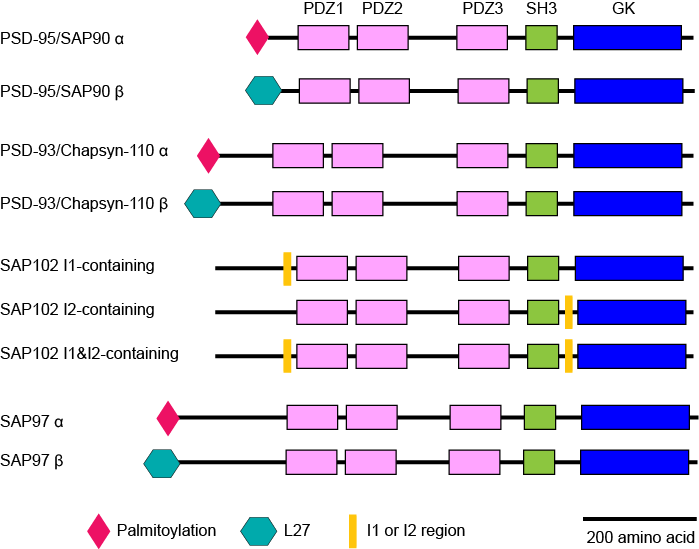 PDZ1 PDZ2 PDZ3 SH3 GK
PSD-95/SAP90 α
PSD-95/SAP90 β
PSD-93/Chapsyn-110 α
PSD-93/Chapsyn-110 β
SAP102 I1-containing
SAP102 I2-containing
SAP102 I1&I2-containing
SAP97 α
SAP97 β
Palmitoylation L27 I1 or I2 region
200 amino acid